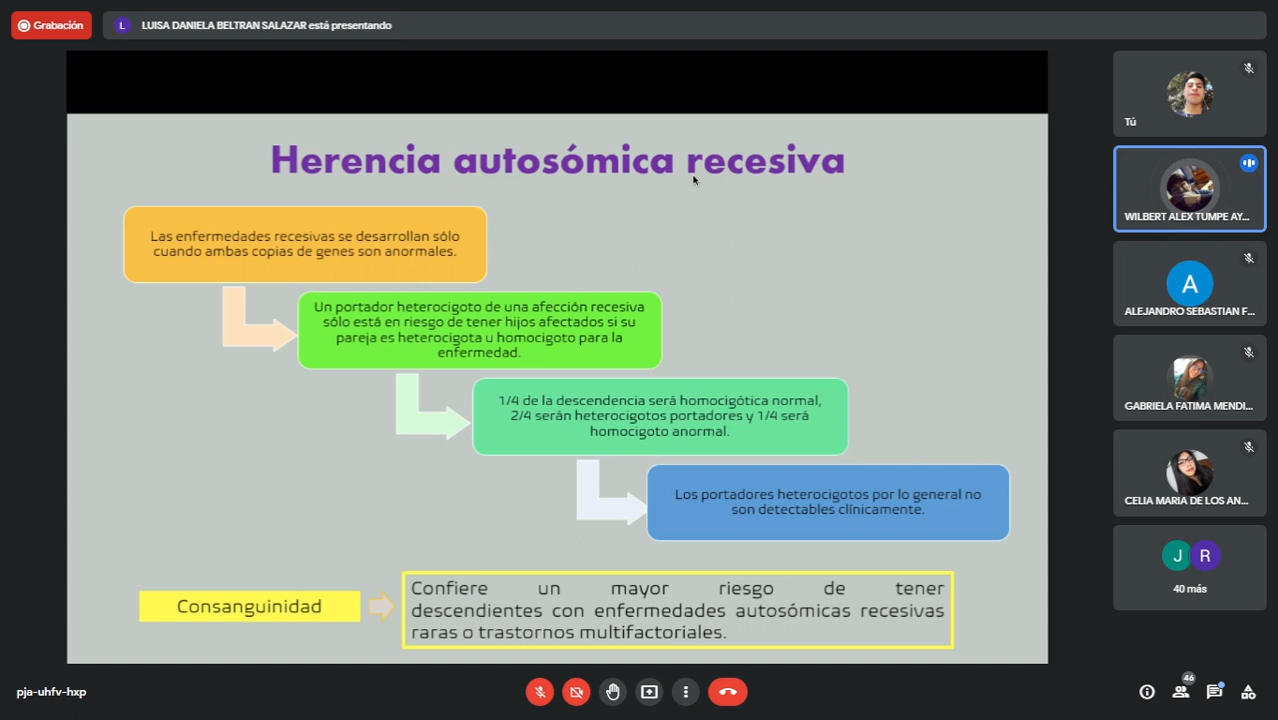 Grabación
L
LUISA DANIELA BELTRAN SALAZAR está presentando
Herencia autosómica recesiva
Las enfermedades recesivas se desarrollan sólo
cuando ambas copias de genes son anormales.
Un portador heterocigoto de una afección recesiva
sólo está en riesgo de tener hijos afectados si su
pareja es heterocigota u homocigoto para la
enfermedad.
1/4 de la descendencia será homocigótica normal,
2/4 serán heterocigotos portadores y 1/4 será
homocigoto anormal.
Los portadores heterocigotos por lo general no
son detectables clínicamente.
Consanguinidad
Confiere un mayor riesgo de tener
descendientes con enfermedades autosómicas recesivas
raras o trastornos multifactoriales.
Tú
WILBERT ALEX TUMPE AY...
A
ALEJANDRO SEBASTIAN F...
GABRIELA FATIMA MENDI...
CELIA MARIA DE LOS AN...
J R
40 más
pja-uhfv-hxp
46